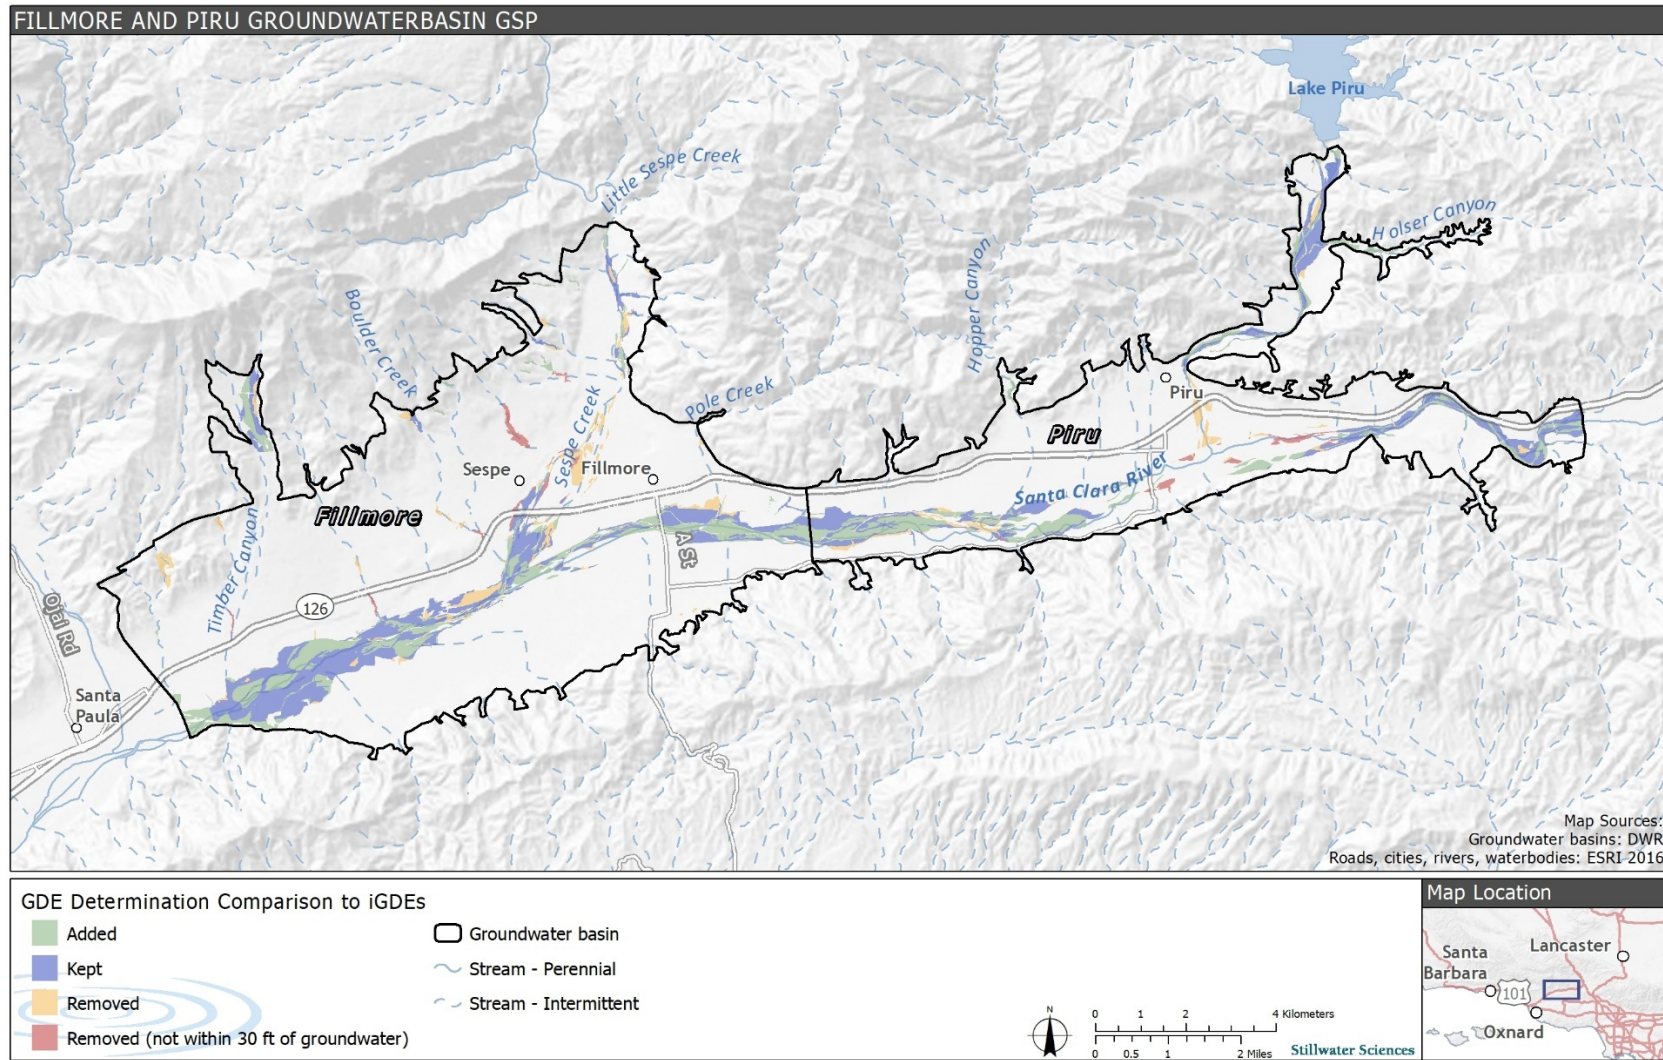 FILLMORE AND PIRU GROUNDWATERBASIN GSP
Lake Piru
Little Sespe Creek
Holser Canyon
Hopper Canyon
Boulder Creek
Pole Creek
Piru
Piru
Sespe Creek
Sespe
Fillmore
Santa Clara River
Fillmore
A St
Timber Canyon
126
Ojai Rd
Santa
Paula
Map Sources:
Groundwater basins: DWR
Roads, cities, rivers, waterbodies: ESRI 2016
GDE Determination Comparison to iGDEs
Added
Kept
Removed
Removed (not within 30 ft of groundwater)
Groundwater basin
Stream - Perennial
Stream - Intermittent
N
0 1 2 4 Kilometers
0 0.5 1 2 Miles
Stillwater Sciences
Map Location
Santa
Barbara
Lancaster
101
Oxnard